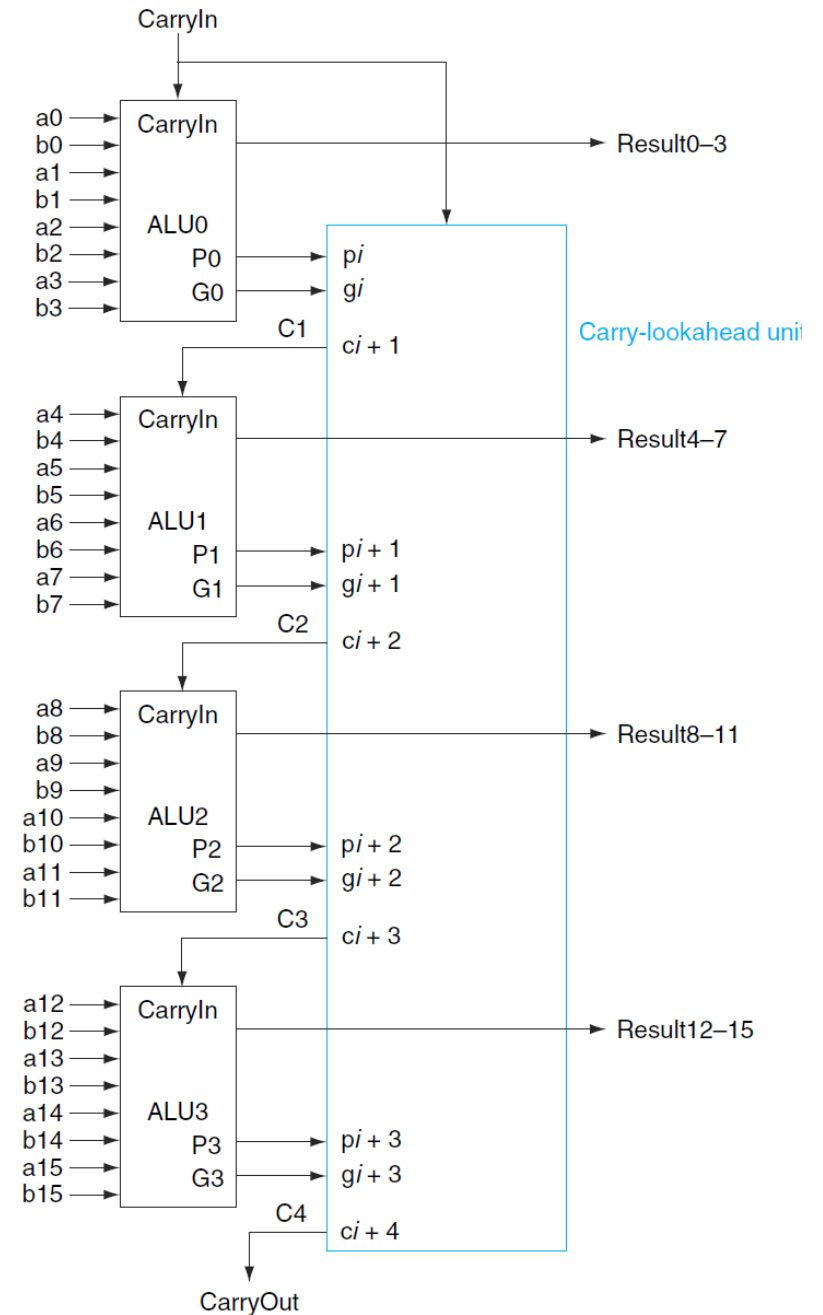 CarryIn
a0
b0
a1
b1
a2
b2
a3
b3
CarryIn
ALU0
P0
G0
Result0–3
pi
gi
C1
ci + 1
Carry-lookahead unit
a4
b4
a5
b5
a6
b6
a7
b7
CarryIn
ALU1
P1
G1
Result4–7
pi + 1
gi + 1
C2
ci + 2
a8
b8
a9
b9
a10
b10
a11
b11
CarryIn
ALU2
P2
G2
Result8–11
pi + 2
gi + 2
C3
ci + 3
a12
b12
a13
b13
a14
b14
a15
b15
CarryIn
ALU3
P3
G3
Result12–15
pi + 3
gi + 3
C4
ci + 4
CarryOut